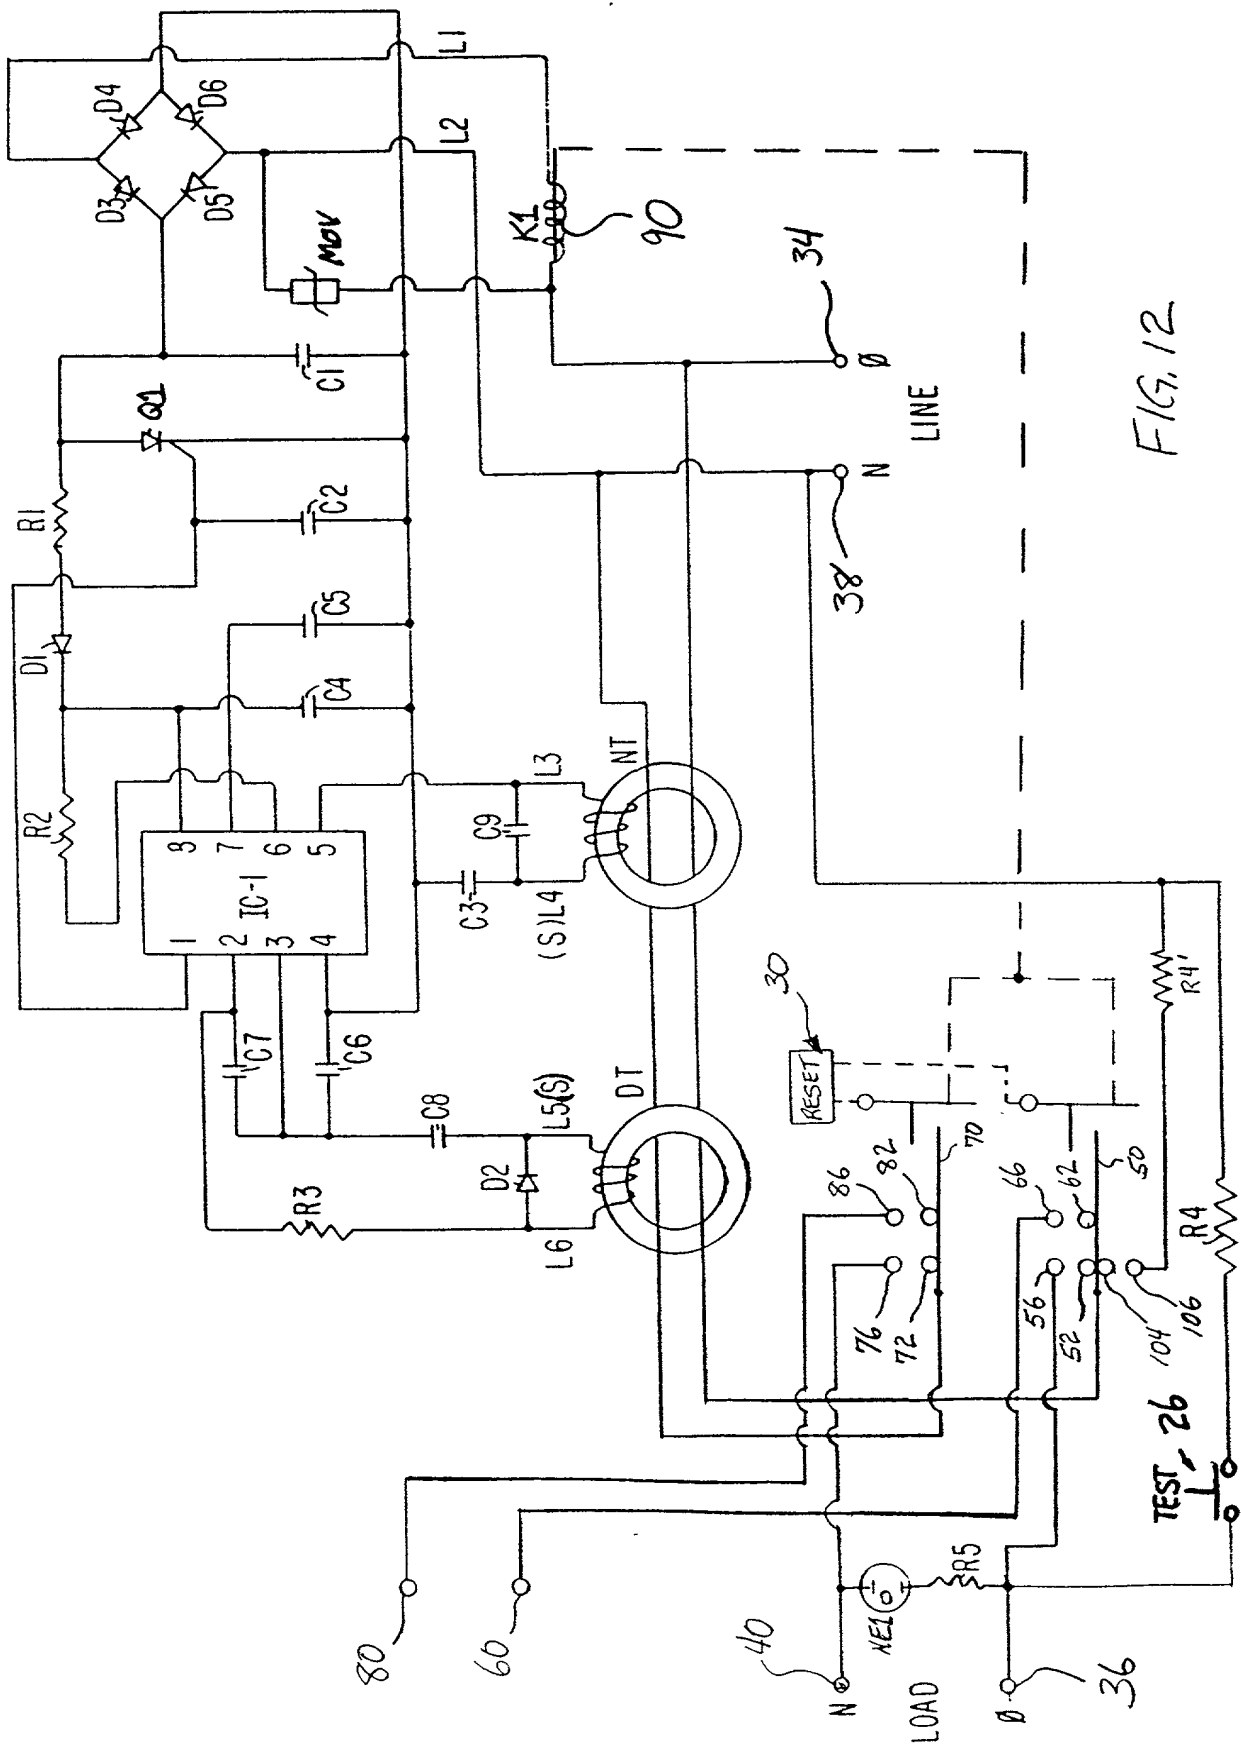 D4
D6
D3
D5
L1
L2
MOV
K1
90
C1
Q1
R1
C2
D1
C5
C4
R2
8
7
6
5
IC-1
1
2
3
4
C9
C3
L3
(S)L4
NT
C7
C6
R3
C8
D2
L5(S)
L6
DT
34
Ø
LINE
N
38
30
RESET
R4'
R4
86
82
70
76
72
66
62
50
56
52
104
106
TEST
26
80
60
40
N
LOAD
Ø
36
NE1
R5
FIG. 12